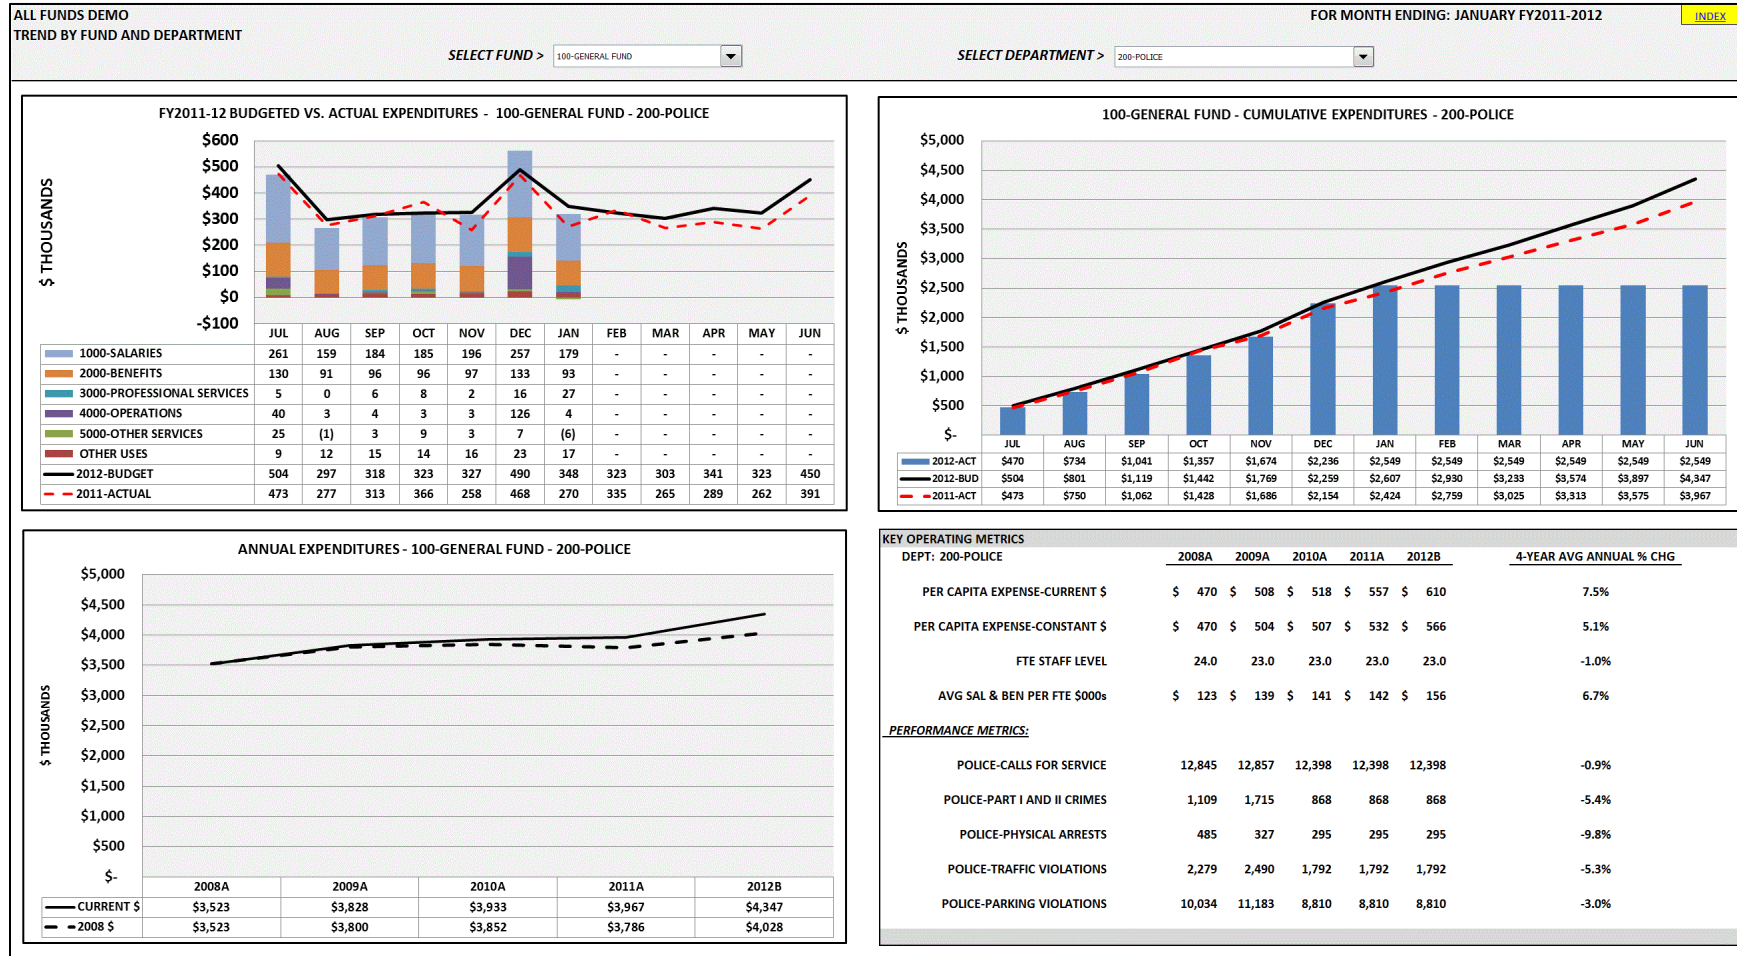 ALL FUNDS DEMO
FOR MONTH ENDING: JANUARY FY2011-2012
INDEX
TREND BY FUND AND DEPARTMENT
SELECT FUND > 100-GENERAL FUND
SELECT DEPARTMENT > 200-POLICE
FY2011-12 BUDGETED VS. ACTUAL EXPENDITURES - 100-GENERAL FUND - 200-POLICE
$ THOUSANDS
$600
$500
$400
$300
$200
$100
$0
-$100
JUL AUG SEP OCT NOV DEC JAN FEB MAR APR MAY JUN
1000-SALARIES 261 159 184 185 196 257 179 - - - - -
2000-BENEFITS 130 91 96 96 97 133 93 - - - - -
3000-PROFESSIONAL SERVICES 5 0 6 8 2 16 27 - - - - -
4000-OPERATIONS 40 3 4 3 3 126 4 - - - - -
5000-OTHER SERVICES 25 (1) 3 9 3 7 (6) - - - - -
OTHER USES 9 12 15 14 16 23 17 - - - - -
2012-BUDGET 504 297 318 323 327 490 348 323 303 341 323 450
2011-ACTUAL 473 277 313 366 258 468 270 335 265 289 262 391
100-GENERAL FUND - CUMULATIVE EXPENDITURES - 200-POLICE
$ THOUSANDS
$5,000
$4,500
$4,000
$3,500
$3,000
$2,500
$2,000
$1,500
$1,000
$500
$-
JUL AUG SEP OCT NOV DEC JAN FEB MAR APR MAY JUN
2012-ACT $470 $734 $1,041 $1,357 $1,674 $2,236 $2,549 $2,549 $2,549 $2,549 $2,549 $2,549
2012-BUD $504 $801 $1,119 $1,442 $1,769 $2,259 $2,607 $2,930 $3,233 $3,574 $3,897 $4,347
2011-ACT $473 $750 $1,062 $1,428 $1,686 $2,154 $2,424 $2,759 $3,025 $3,313 $3,575 $3,967
ANNUAL EXPENDITURES - 100-GENERAL FUND - 200-POLICE
$ THOUSANDS
$5,000
$4,500
$4,000
$3,500
$3,000
$2,500
$2,000
$1,500
$1,000
$500
$-
2008A 2009A 2010A 2011A 2012B
CURRENT $ $3,523 $3,828 $3,933 $3,967 $4,347
2008 $ $3,523 $3,800 $3,852 $3,786 $4,028
KEY OPERATING METRICS
DEPT: 200-POLICE 2008A 2009A 2010A 2011A 2012B 4-YEAR AVG ANNUAL % CHG
PER CAPITA EXPENSE-CURRENT $ $ 470 $ 508 $ 518 $ 557 $ 610 7.5%
PER CAPITA EXPENSE-CONSTANT $ $ 470 $ 504 $ 507 $ 532 $ 566 5.1%
FTE STAFF LEVEL 24.0 23.0 23.0 23.0 23.0 -1.0%
AVG SAL & BEN PER FTE $000s $ 123 $ 139 $ 141 $ 142 $ 156 6.7%
PERFORMANCE METRICS:
POLICE-CALLS FOR SERVICE 12,845 12,857 12,398 12,398 12,398 -0.9%
POLICE-PART I AND II CRIMES 1,109 1,715 868 868 868 -5.4%
POLICE-PHYSICAL ARRESTS 485 327 295 295 295 -9.8%
POLICE-TRAFFIC VIOLATIONS 2,279 2,490 1,792 1,792 1,792 -5.3%
POLICE-PARKING VIOLATIONS 10,034 11,183 8,810 8,810 8,810 -3.0%